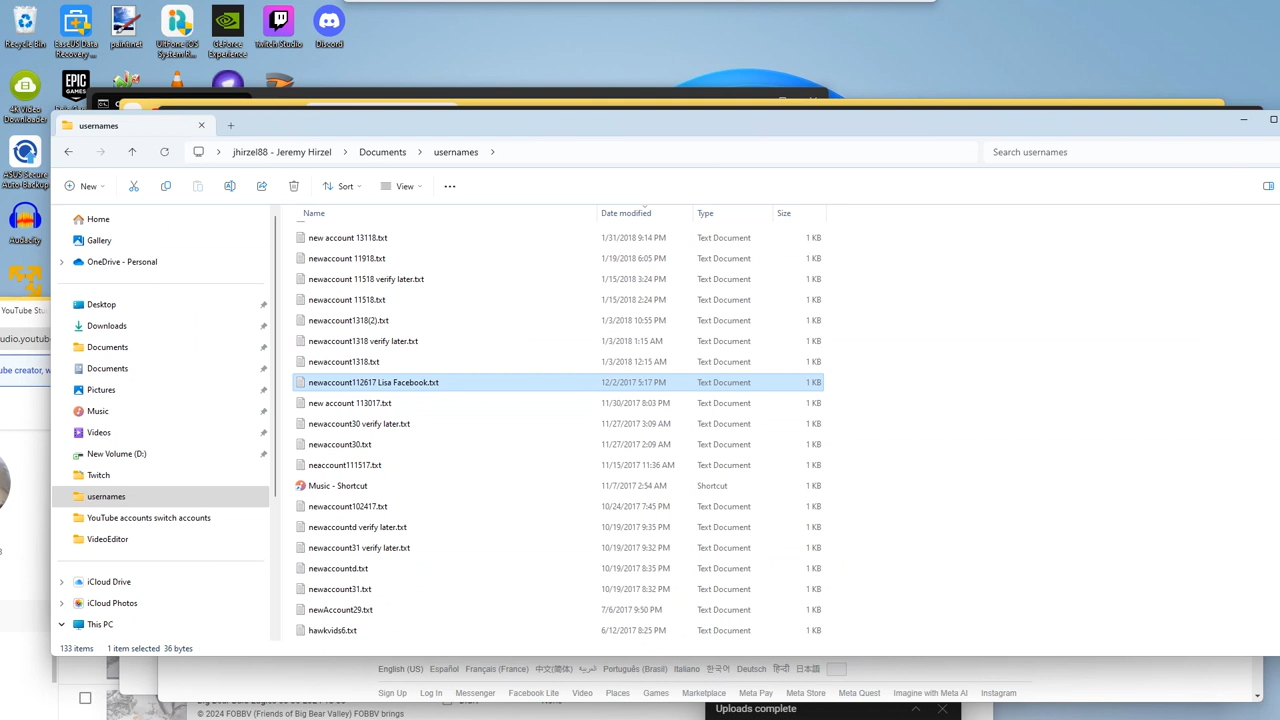 Recycle Bin
EaseUS Data Recovery ...
paint.net
UltFone iOS System R...
GeForce Experience
Twitch Studio
Discord
4K Video Downloader
EPIC GAMES
ASUS Secure Auto-Backup
Audacity
usernames
jhirzel88 - Jeremy Hirzel
Documents
usernames
Search usernames
New
Sort
View
Name
Date modified
Type
Size
Home
Gallery
OneDrive - Personal
Desktop
Downloads
Documents
Documents
Pictures
Music
Videos
New Volume (D:)
Twitch
usernames
YouTube accounts switch accounts
VideoEditor
iCloud Drive
iCloud Photos
This PC
new account 13118.txt 1/31/2018 9:14 PM Text Document 1 KB
newaccount 11918.txt 1/19/2018 6:05 PM Text Document 1 KB
newaccount 11518 verify later.txt 1/15/2018 3:24 PM Text Document 1 KB
newaccount 11518.txt 1/15/2018 2:24 PM Text Document 1 KB
newaccount1318(2).txt 1/3/2018 10:55 PM Text Document 1 KB
newaccount1318 verify later.txt 1/3/2018 1:15 AM Text Document 1 KB
newaccount1318.txt 1/3/2018 12:15 AM Text Document 1 KB
newaccount112617 Lisa Facebook.txt 12/2/2017 5:17 PM Text Document 1 KB
new account 113017.txt 11/30/2017 8:03 PM Text Document 1 KB
newaccount30 verify later.txt 11/27/2017 3:09 AM Text Document 1 KB
newaccount30.txt 11/27/2017 2:09 AM Text Document 1 KB
neaccount111517.txt 11/15/2017 11:36 AM Text Document 1 KB
Music - Shortcut 11/7/2017 2:54 AM Shortcut 1 KB
newaccount102417.txt 10/24/2017 7:45 PM Text Document 1 KB
newaccountd verify later.txt 10/19/2017 9:35 PM Text Document 1 KB
newaccount31 verify later.txt 10/19/2017 9:32 PM Text Document 1 KB
newaccountd.txt 10/19/2017 8:35 PM Text Document 1 KB
newaccount31.txt 10/19/2017 8:32 PM Text Document 1 KB
newAccount29.txt 7/6/2017 9:50 PM Text Document 1 KB
hawkvids6.txt 6/12/2017 8:25 PM Text Document 1 KB
133 items 1 item selected 36 bytes
YouTube Stu
udio.youtub
ube creator, w
English (US) Español Français (France) 中文(简体) العربية Português (Brasil) Italiano 한국어 Deutsch हिन्दी 日本語
Sign Up Log In Messenger Facebook Lite Video Places Games Marketplace Meta Pay Meta Store Meta Quest Imagine with Meta AI Instagram
© 2024 FOBBV (Friends of Big Bear Valley) FOBBV brings
Uploads complete